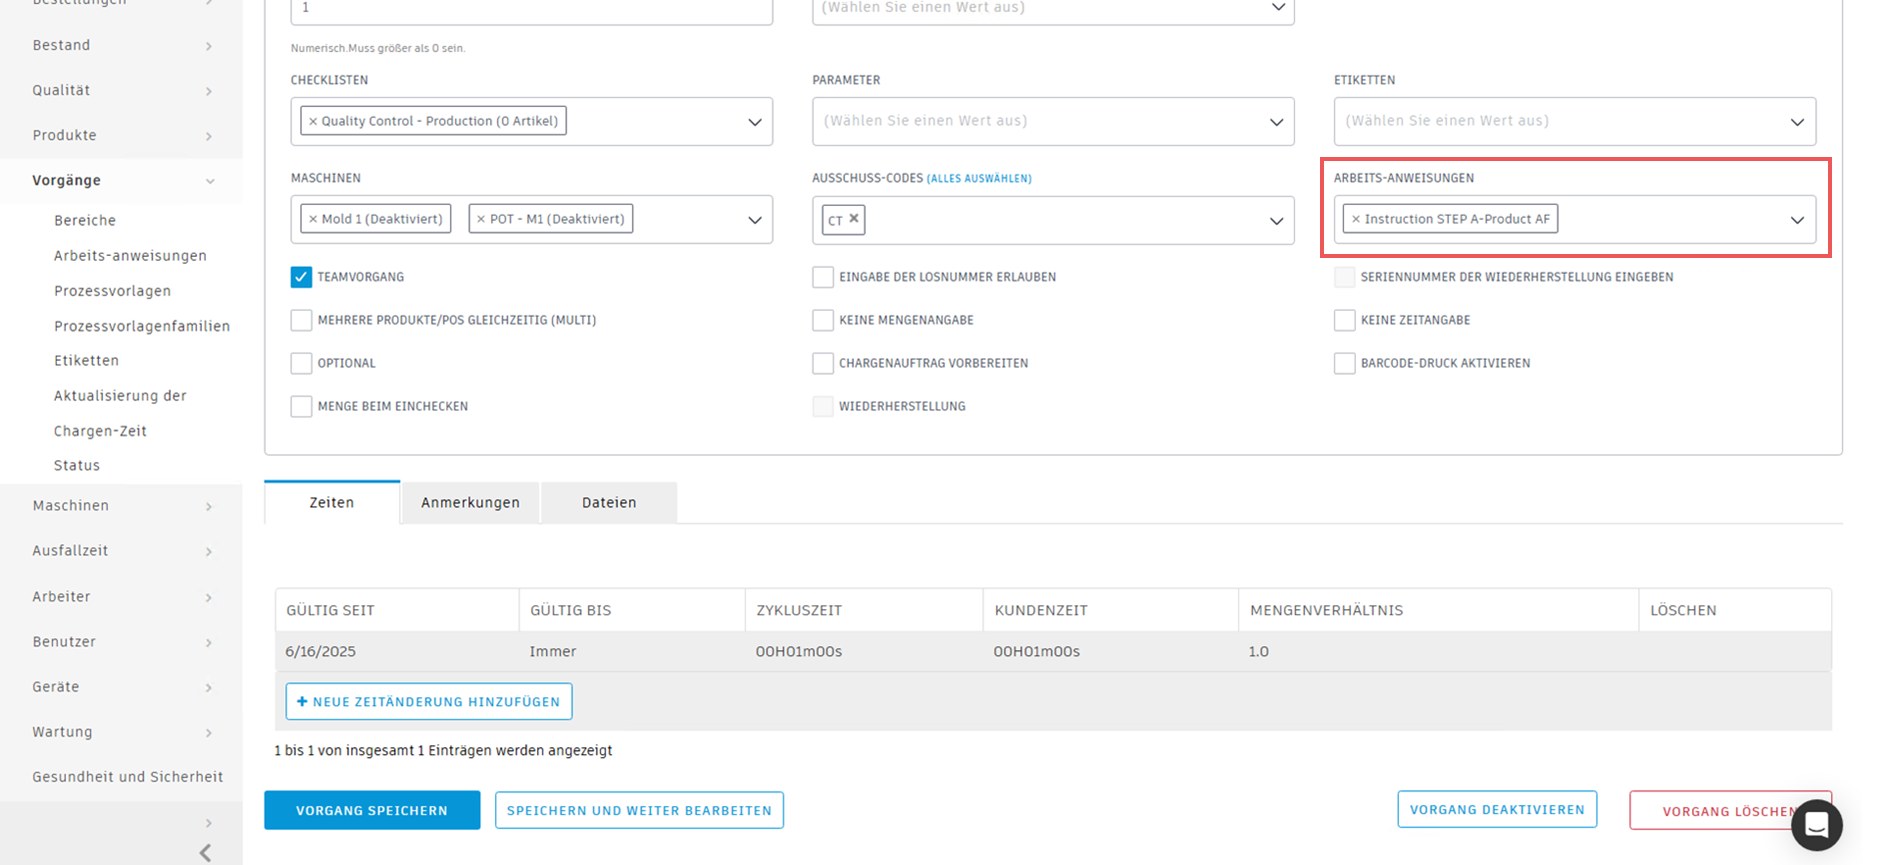 Bestellungen
Bestand
Qualität
Produkte
Vorgänge
Bereiche
Arbeits-anweisungen
Prozessvorlagen
Prozessvorlagenfamilien
Etiketten
Aktualisierung der
Chargen-Zeit
Status
Maschinen
Ausfallzeit
Arbeiter
Benutzer
Geräte
Wartung
Gesundheit und Sicherheit
1
(Wählen Sie einen Wert aus)
Numerisch.Muss größer als 0 sein.
CHECKLISTEN
× Quality Control - Production (0 Artikel)
PARAMETER
(Wählen Sie einen Wert aus)
ETIKETTEN
(Wählen Sie einen Wert aus)
MASCHINEN
× Mold 1 (Deaktiviert) × POT - M1 (Deaktiviert)
AUSSCHUSS-CODES (ALLES AUSWÄHLEN)
CT ×
ARBEITS-ANWEISUNGEN
× Instruction STEP A-Product AF
TEAMVORGANG
EINGABE DER LOSNUMMER ERLAUBEN
SERIENNUMMER DER WIEDERHERSTELLUNG EINGEBEN
MEHRERE PRODUKTE/POS GLEICHZEITIG (MULTI)
KEINE MENGENANGABE
KEINE ZEITANGABE
OPTIONAL
CHARGENAUFTRAG VORBEREITEN
BARCODE-DRUCK AKTIVIEREN
MENGE BEIM EINCHECKEN
WIEDERHERSTELLUNG
Zeiten Anmerkungen Dateien
GÜLTIG SEIT GÜLTIG BIS ZYKLUSZEIT KUNDENZEIT MENGENVERHÄLTNIS LÖSCHEN
6/16/2025 Immer 00H01m00s 00H01m00s 1.0
+ NEUE ZEITÄNDERUNG HINZUFÜGEN
1 bis 1 von insgesamt 1 Einträgen werden angezeigt
VORGANG SPEICHERN SPEICHERN UND WEITER BEARBEITEN VORGANG DEAKTIVIEREN VORGANG LÖSCHEN